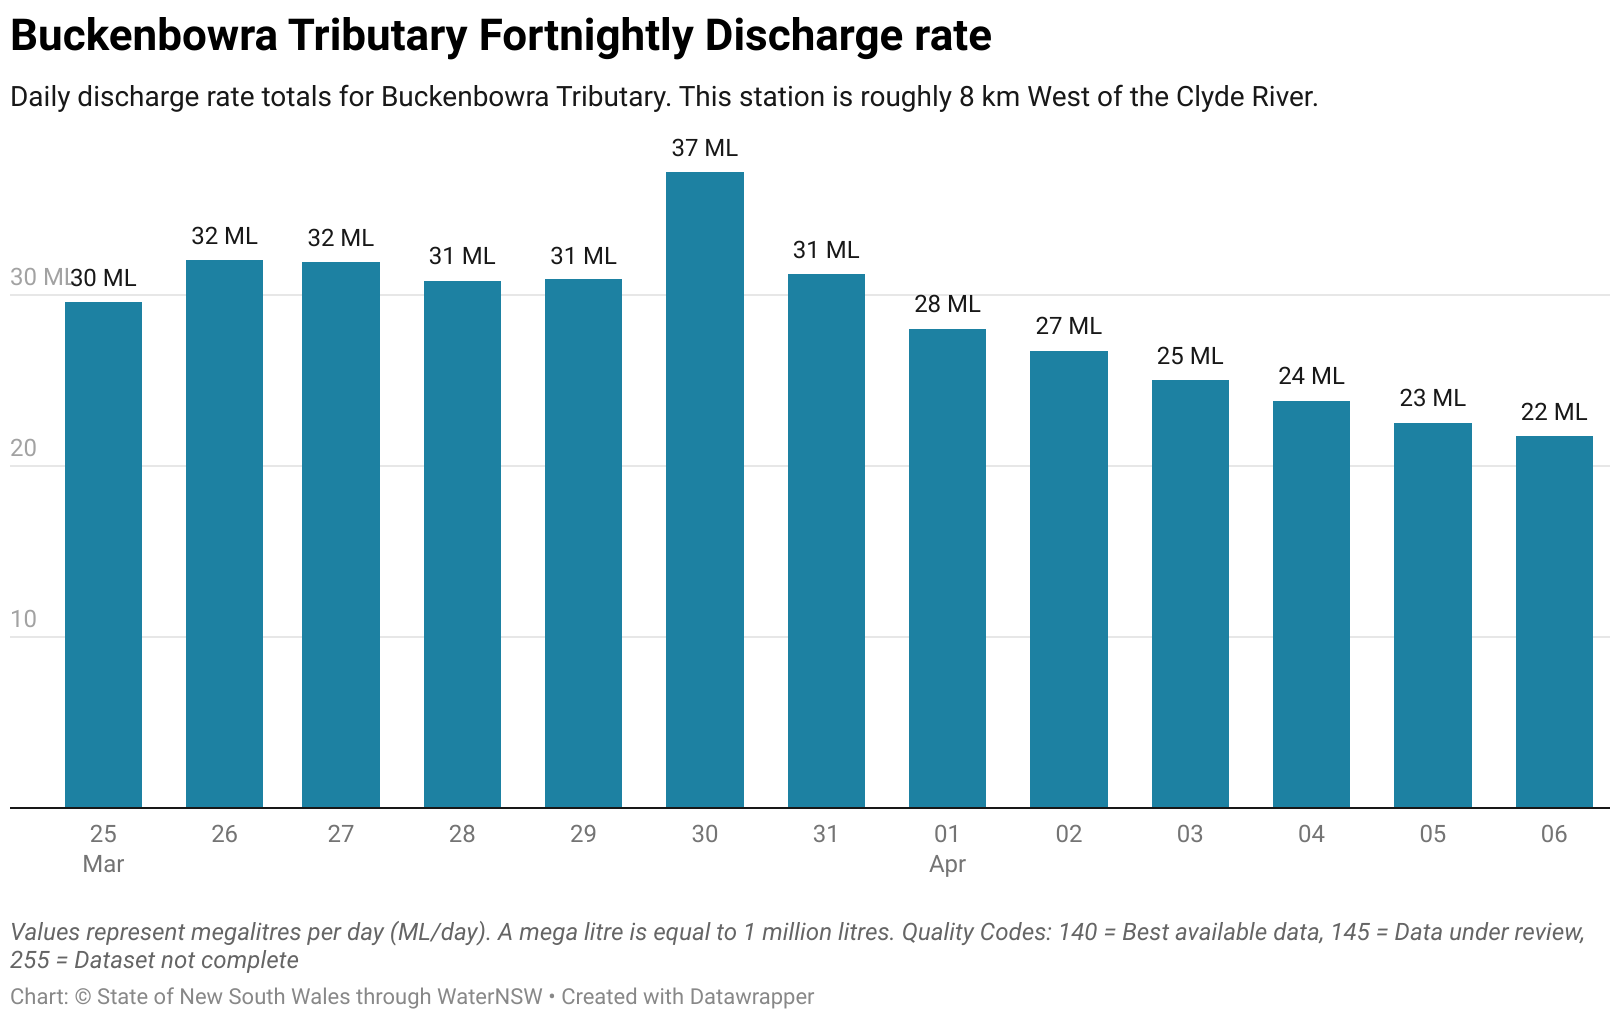 Buckenbowra Tributary Fortnightly Discharge rate
Daily discharge rate totals for Buckenbowra Tributary. This station is roughly 8 km West of the Clyde River.
37 ML
32 ML
32 ML
31 ML
31 ML
31 ML
30 ML
30 ML
28 ML
27 ML
25 ML
24 ML
23 ML
22 ML
20
10
25 26 27 28 29 30 31 01 02 03 04 05 06
Mar Apr
Values represent megalitres per day (ML/day). A mega litre is equal to 1 million litres. Quality Codes: 140 = Best available data, 145 = Data under review,
255 = Dataset not complete
Chart: © State of New South Wales through WaterNSW • Created with Datawrapper